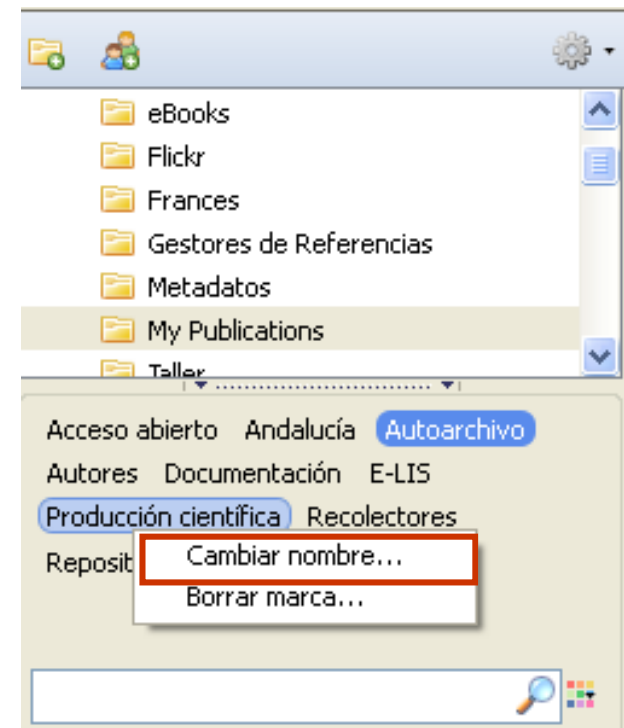 eBooks
Flickr
Frances
Gestores de Referencias
Metadatos
My Publications
Taller
Acceso abierto Andalucía Autoarchivo
Autores Documentación E-LIS
Producción científica Recolectores
Reposit
Cambiar nombre...
Borrar marca...